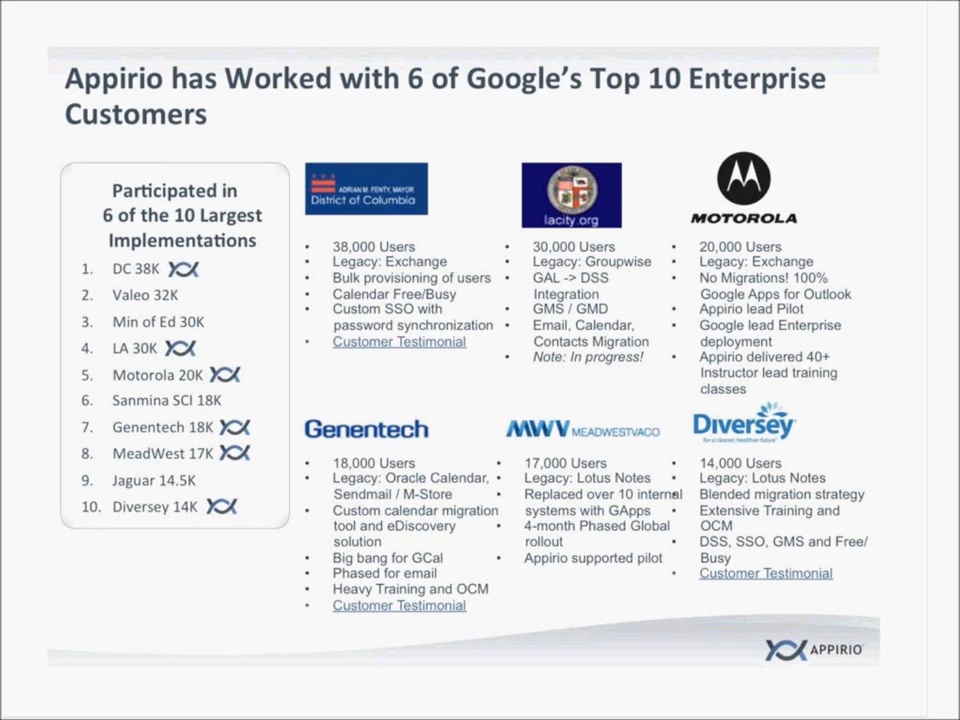 Appirio has Worked with 6 of Google's Top 10 Enterprise
Customers
Participated in
6 of the 10 Largest
Implementations
1. DC 38K
2. Valeo 32K
3. Min of Ed 30K
4. LA 30K
5. Motorola 20K
6. Sanmina SCI 18K
7. Genentech 18K
8. MeadWest 17K
9. Jaguar 14.5K
10. Diversey 14K
ADRIAN M. FENTY, MAYOR
District of Columbia
• 38,000 Users
• Legacy: Exchange
• Bulk provisioning of users
• Calendar Free/Busy
• Custom SSO with
password synchronization
• Customer Testimonial
lacity.org
• 30,000 Users
• Legacy: Groupwise
• GAL -> DSS
Integration
• GMS / GMD
• Email, Calendar,
Contacts Migration
• Note: In progress!
MOTOROLA
• 20,000 Users
• Legacy: Exchange
• No Migrations! 100%
Google Apps for Outlook
• Appirio lead Pilot
• Google lead Enterprise
deployment
• Appirio delivered 40+
Instructor lead training
classes
Genentech
• 18,000 Users
• Legacy: Oracle Calendar,
Sendmail / M-Store
• Custom calendar migration
tool and eDiscovery
solution
• Big bang for GCal
• Phased for email
• Heavy Training and OCM
• Customer Testimonial
MWV MEADWESTVACO
• 17,000 Users
• Legacy: Lotus Notes
• Replaced over 10 internal
systems with GApps
• 4-month Phased Global
rollout
• Appirio supported pilot
Diversey
for a cleaner, healthier future
• 14,000 Users
• Legacy: Lotus Notes
• Blended migration strategy
• Extensive Training and
OCM
• DSS, SSO, GMS and Free/
Busy
• Customer Testimonial
APPIRIO